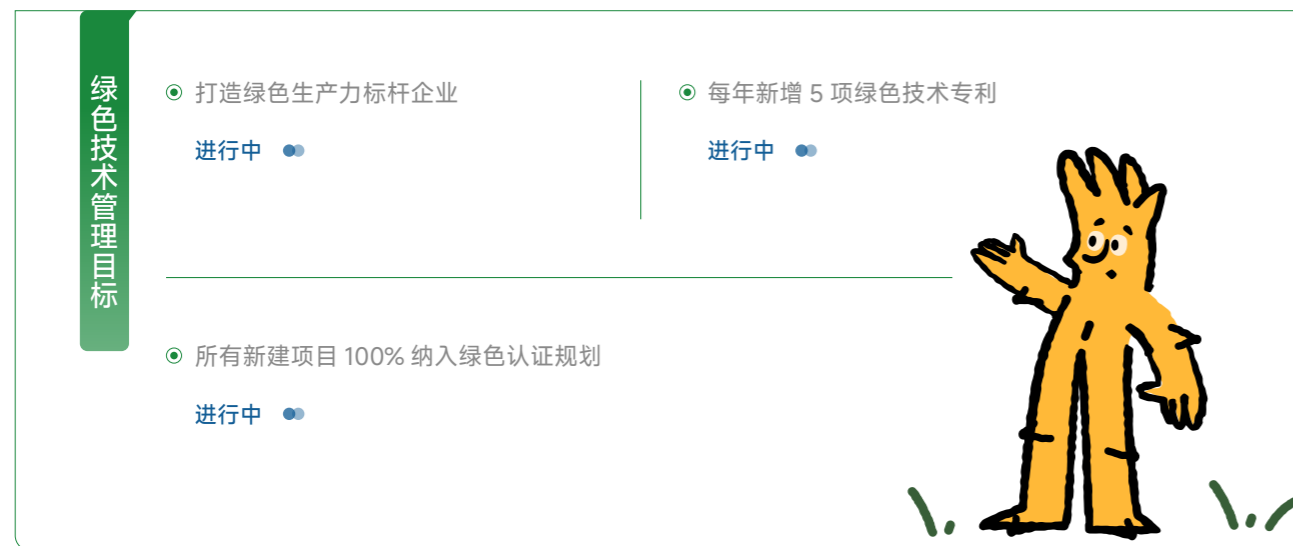 绿色技术管理目标
打造绿色生产力标杆企业
进行中
每年新增 5 项绿色技术专利
进行中
所有新建项目 100% 纳入绿色认证规划
进行中